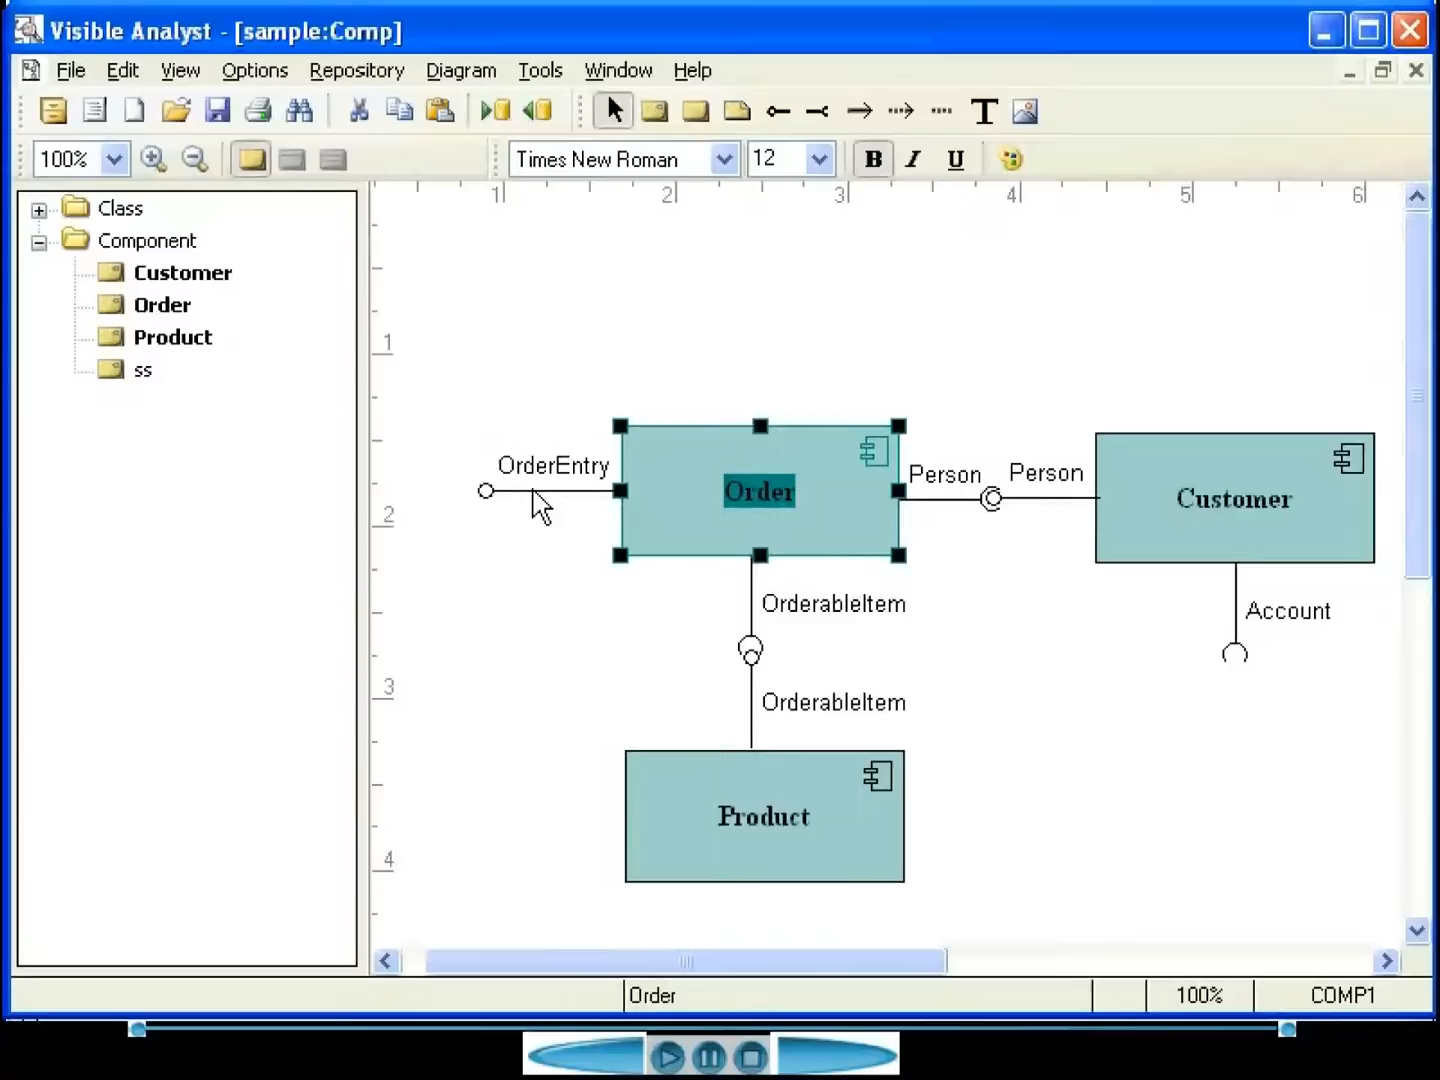 Visible Analyst - [sample:Comp]
File Edit View Options Repository Diagram Tools Window Help
T
100% Times New Roman 12 B I U
1 2 3 4 5 6
Class
Component
Customer
Order
Product
ss
1
2
3
4
OrderEntry
Order
Person
Person
Customer
OrderableItem
Account
OrderableItem
Product
Order 100% COMP1